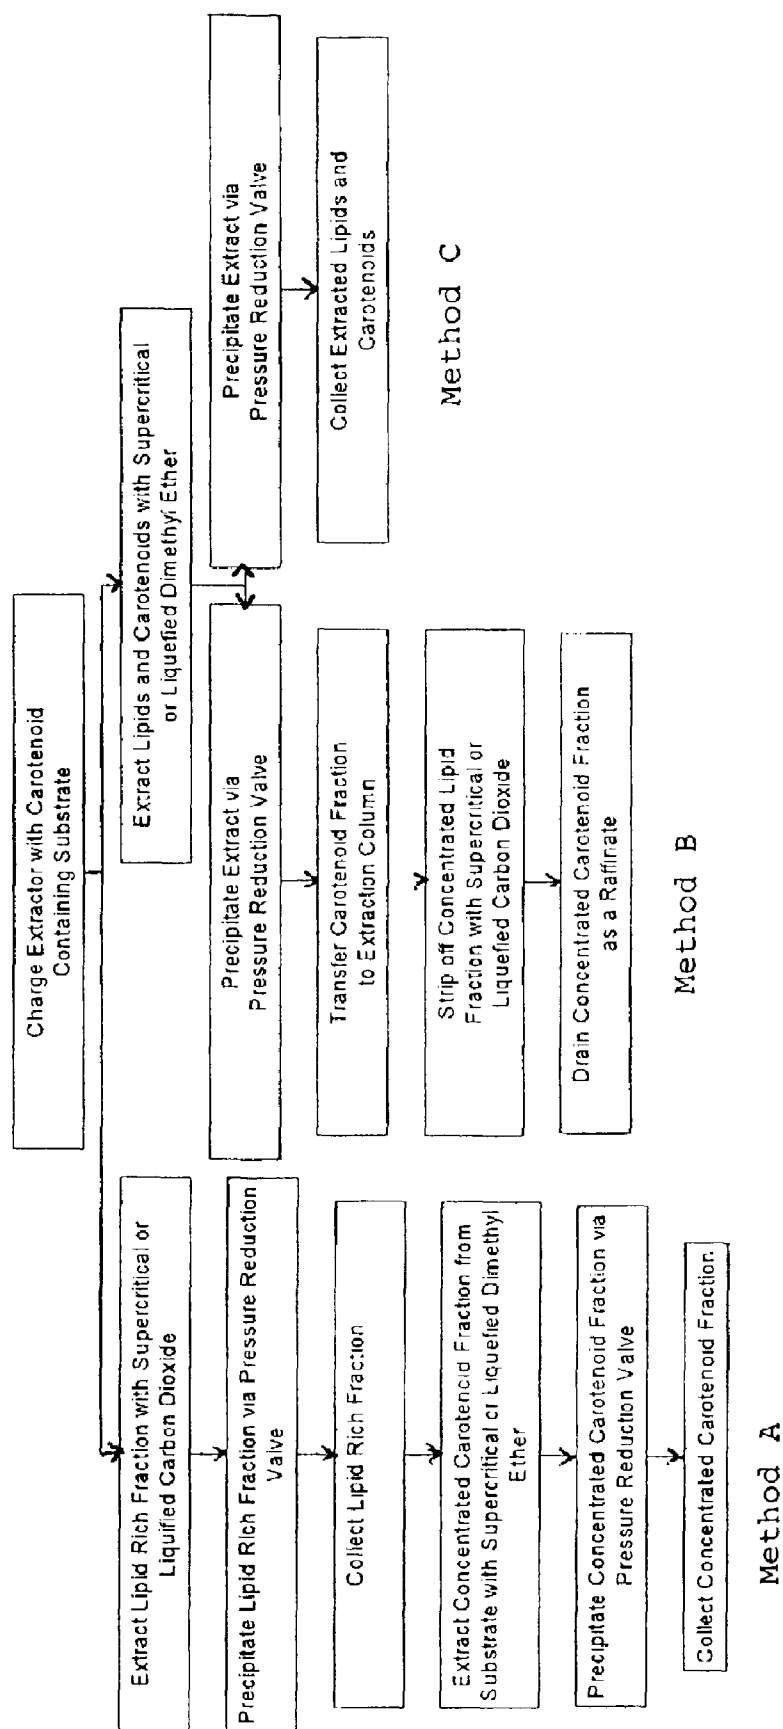 Charge Extractor with Carotenoid
Containing Substrate
Extract Lipid Rich Fraction with Supercritical or
Liquified Carbon Dioxide
Precipitate Lipid Rich Fraction via Pressure Reduction
Valve
Collect Lipid Rich Fraction
Extract Concentrated Carotenoid Fraction from
Substrate with Supercritical or Liquefied Dimethyl
Ether
Precipitate Concentrated Carotenoid Fraction via
Pressure Reduction Valve
Collect Concentrated Carotenoid Fraction.
Method A
Extract Lipids and Carotenoids with Supercritical
or Liquefied Dimethyl Ether
Precipitate Extract via
Pressure Reduction Valve
Transfer Carotenoid Fraction
to Extraction Column
Strip off Concentrated Lipid
Fraction with Supercritical or
Liquefied Carbon Dioxide
Drain Concentrated Carotenoid Fraction
as a Raffinate
Method B
Precipitate Extract via
Pressure Reduction Valve
Collect Extracted Lipids and
Carotenoids
Method C